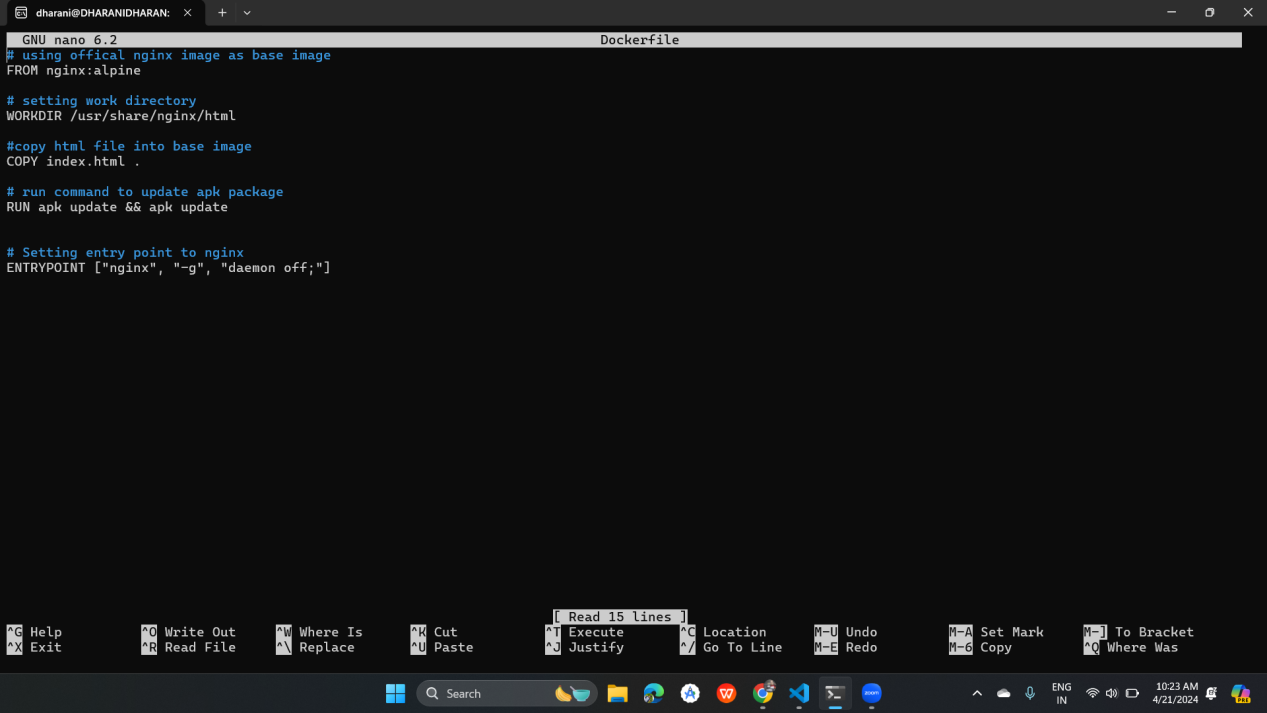 dharani@DHARANIDHARAN:
GNU nano 6.2 Dockerfile
# using offical nginx image as base image
FROM nginx:alpine
# setting work directory
WORKDIR /usr/share/nginx/html
#copy html file into base image
COPY index.html .
# run command to update apk package
RUN apk update && apk update
# Setting entry point to nginx
ENTRYPOINT ["nginx", "-g", "daemon off;"]
[ Read 15 lines ]
^G Help ^O Write Out ^W Where Is ^K Cut ^T Execute ^C Location M-U Undo M-A Set Mark M-] To Bracket
^X Exit ^R Read File ^\ Replace ^U Paste ^J Justify ^/ Go To Line M-E Redo M-6 Copy ^Q Where Was
Search
zoom
ENG
IN
10:23 AM
4/21/2024
PRE